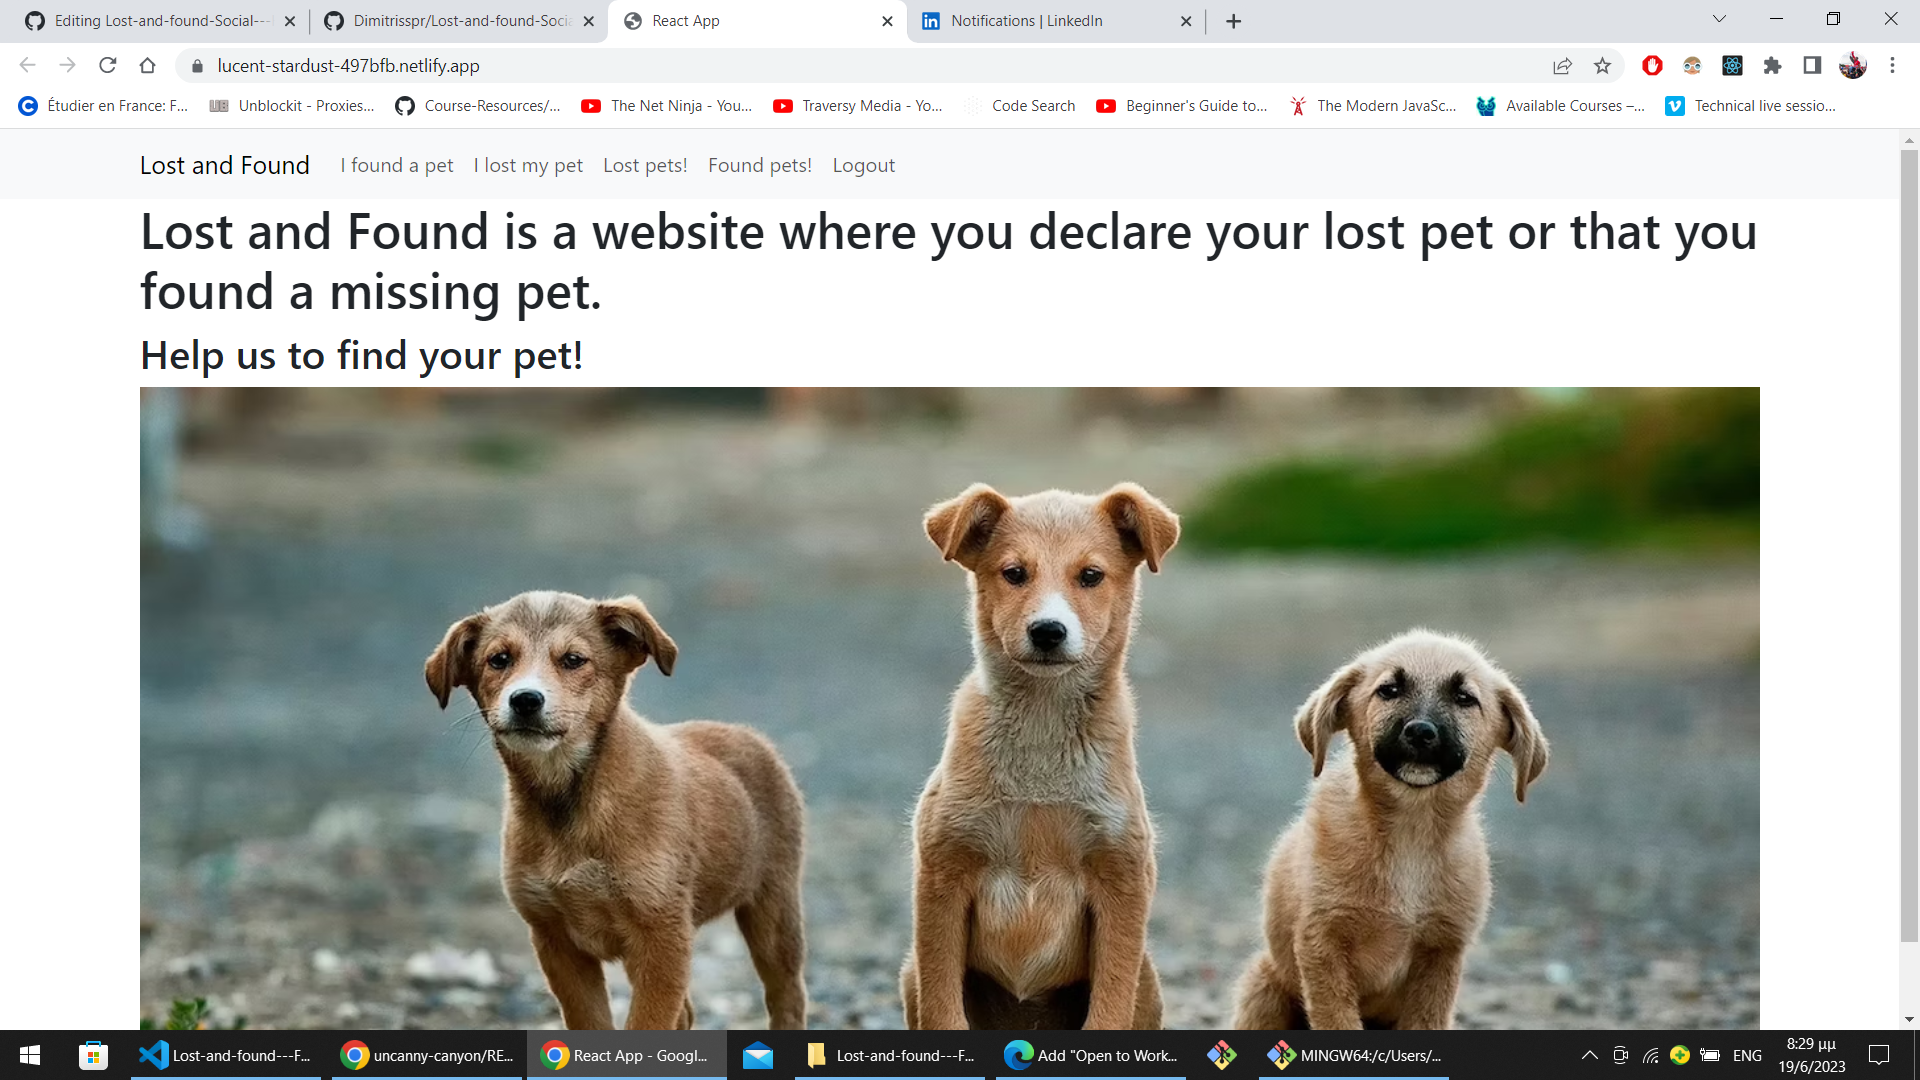 Editing Lost-and-found-Social---
Dimitrisspr/Lost-and-found-Socia
React App
Notifications | LinkedIn
lucent-stardust-497bfb.netlify.app
Étudier en France: F...
UB
Unblockit - Proxies...
Course-Resources/...
The Net Ninja - You...
Traversy Media - Yo...
Code Search
Beginner's Guide to...
The Modern JavaSc...
Available Courses –...
Technical live sessio...
Lost and Found
I found a pet
I lost my pet
Lost pets!
Found pets!
Logout
Lost and Found is a website where you declare your lost pet or that you
found a missing pet.
Help us to find your pet!
Lost-and-found---F...
uncanny-canyon/RE...
React App - Googl...
Lost-and-found---F...
Add "Open to Work...
MINGW64:/c/Users/...
ENG
8:29 μμ
19/6/2023